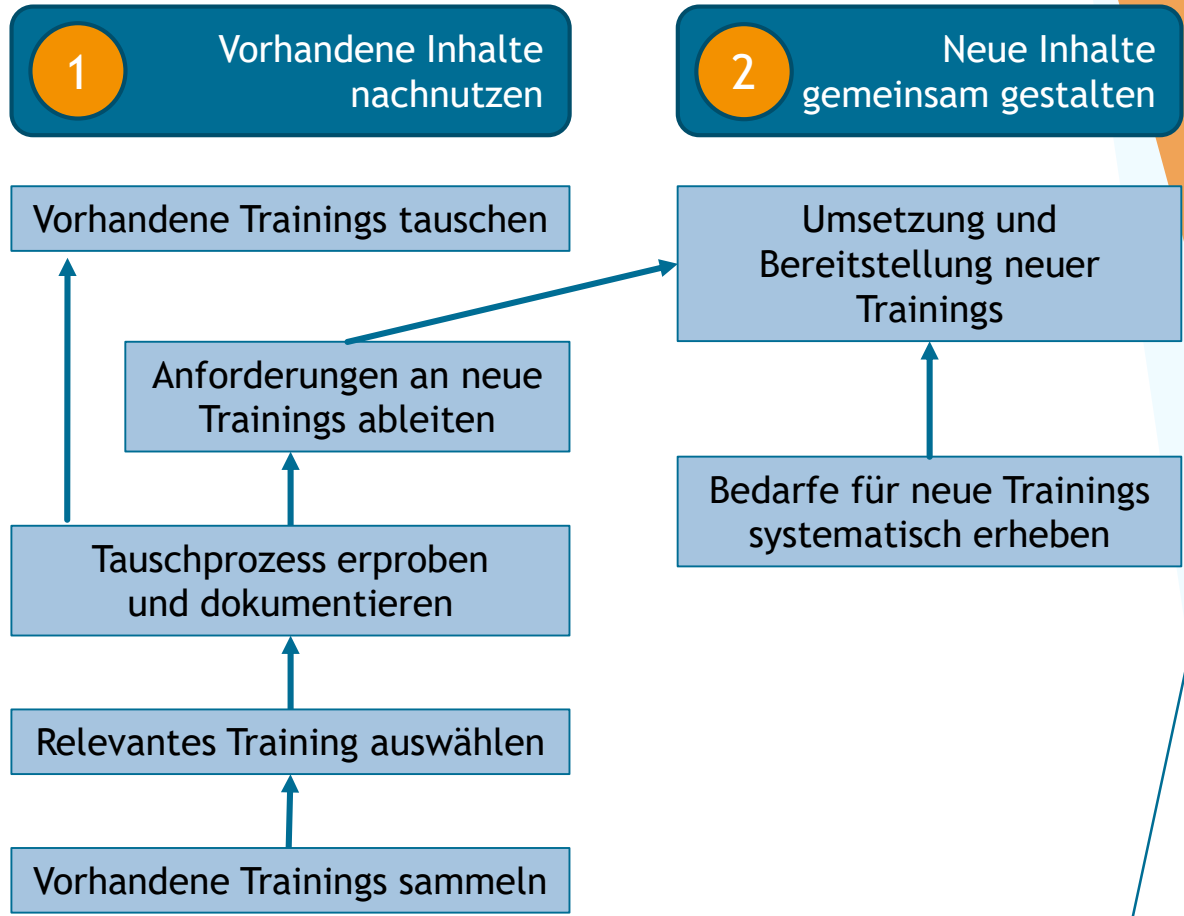 1
Vorhandene Inhalte
nachnutzen
2
Neue Inhalte
gemeinsam gestalten
Vorhandene Trainings tauschen
Anforderungen an neue
Trainings ableiten
Tauschprozess erproben
und dokumentieren
Relevantes Training auswählen
Vorhandene Trainings sammeln
Umsetzung und
Bereitstellung neuer
Trainings
Bedarfe für neue Trainings
systematisch erheben